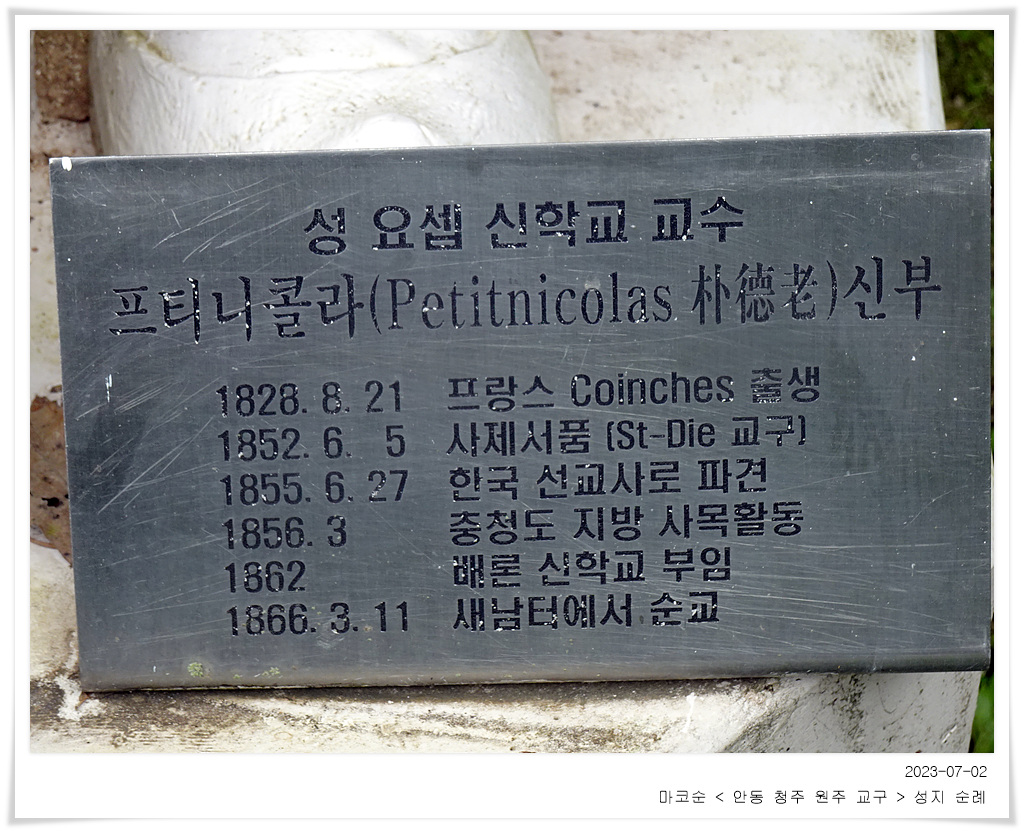 성 요셉 신학교 교수
프티니콜라(Petitnicolas 朴德老)신부
1828. 8. 21 프랑스 Coinches 출생
1852. 6. 5 사제서품 (St-Die 교구)
1855. 6. 27 한국 선교사로 파견
1856. 3 충청도 지방 사목활동
1862 배론 신학교 부임
1866. 3. 11 새남터에서 순교
2023-07-02
마코순 < 안동 청주 원주 교구 > 성지 순례